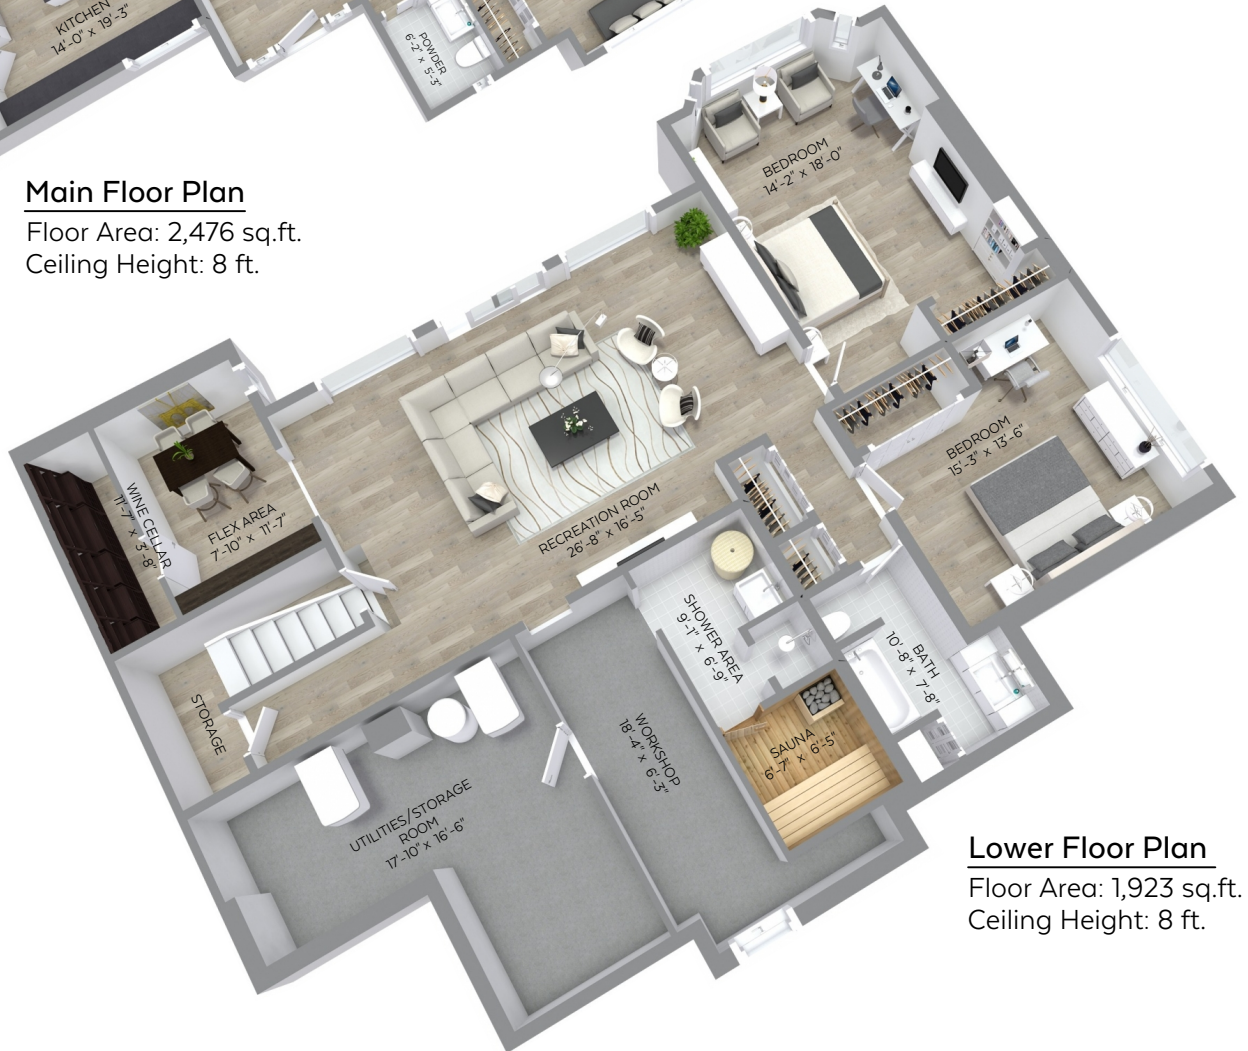 KITCHEN
14'-0" x 19'-3"
POWDER
6'-2" x 5'-3"
Main Floor Plan
Floor Area: 2,476 sq.ft.
Ceiling Height: 8 ft.
BEDROOM
14'-2" x 18'-0"
BEDROOM
15'-3" x 13'-6"
WINE CELLAR
11'-7" x 3'-8"
FLEX AREA
7'-10" x 11'-7"
RECREATION ROOM
26'-8" x 16'-5"
SHOWER AREA
9'-1" x 6'-9"
BATH
10'-8" x 7'-8"
STORAGE
WORKSHOP
18'-4" x 6'-3"
SAUNA
6'-7" x 6'-5"
UTILITIES/STORAGE
ROOM
17'-10" x 16'-6"
Lower Floor Plan
Floor Area: 1,923 sq.ft.
Ceiling Height: 8 ft.